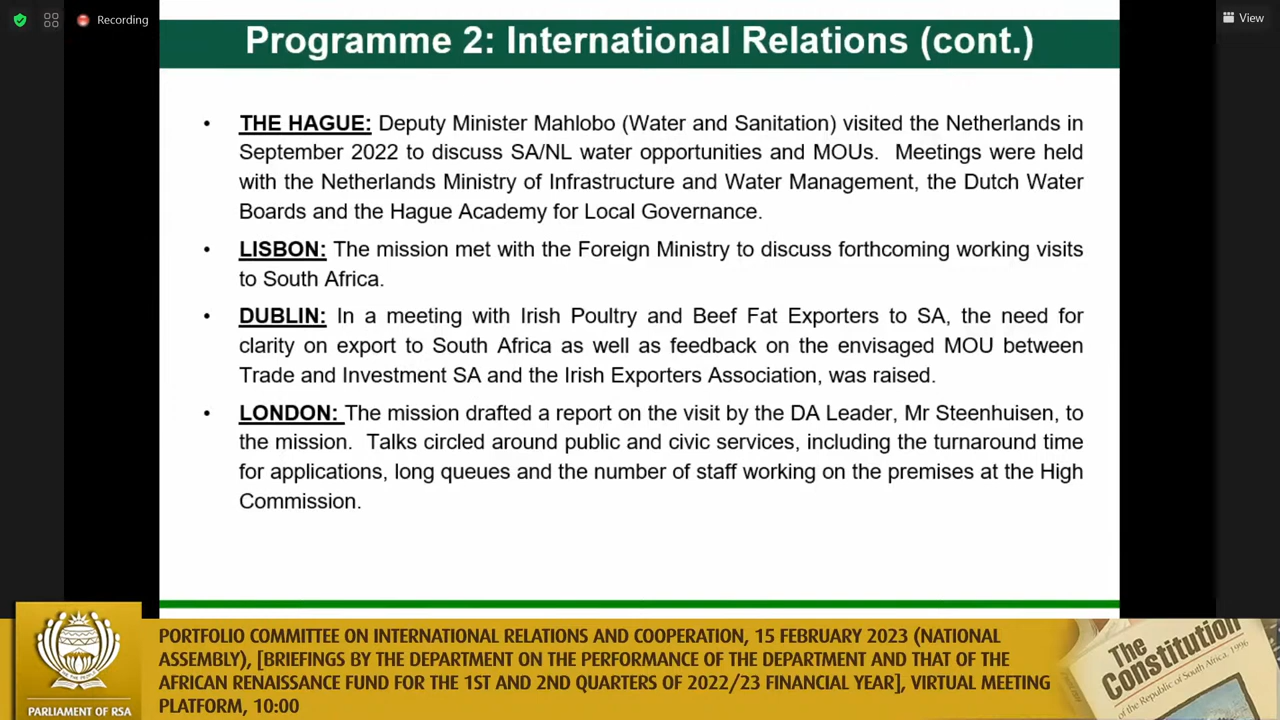 Recording
View
Programme 2: International Relations (cont.)
• THE HAGUE: Deputy Minister Mahlobo (Water and Sanitation) visited the Netherlands in
September 2022 to discuss SA/NL water opportunities and MOUs. Meetings were held
with the Netherlands Ministry of Infrastructure and Water Management, the Dutch Water
Boards and the Hague Academy for Local Governance.
• LISBON: The mission met with the Foreign Ministry to discuss forthcoming working visits
to South Africa.
• DUBLIN: In a meeting with Irish Poultry and Beef Fat Exporters to SA, the need for
clarity on export to South Africa as well as feedback on the envisaged MOU between
Trade and Investment SA and the Irish Exporters Association, was raised.
• LONDON: The mission drafted a report on the visit by the DA Leader, Mr Steenhuisen, to
the mission. Talks circled around public and civic services, including the turnaround time
for applications, long queues and the number of staff working on the premises at the High
Commission.
PORTFOLIO COMMITTEE ON INTERNATIONAL RELATIONS AND COOPERATION, 15 FEBRUARY 2023 (NATIONAL
ASSEMBLY), [BRIEFINGS BY THE DEPARTMENT ON THE PERFORMANCE OF THE DEPARTMENT AND THAT OF THE
AFRICAN RENAISSANCE FUND FOR THE 1ST AND 2ND QUARTERS OF 2022/23 FINANCIAL YEAR], VIRTUAL MEETING
PLATFORM, 10:00
PARLIAMENT OF RSA
The
Constitution
of the Republic of South Africa, 1996